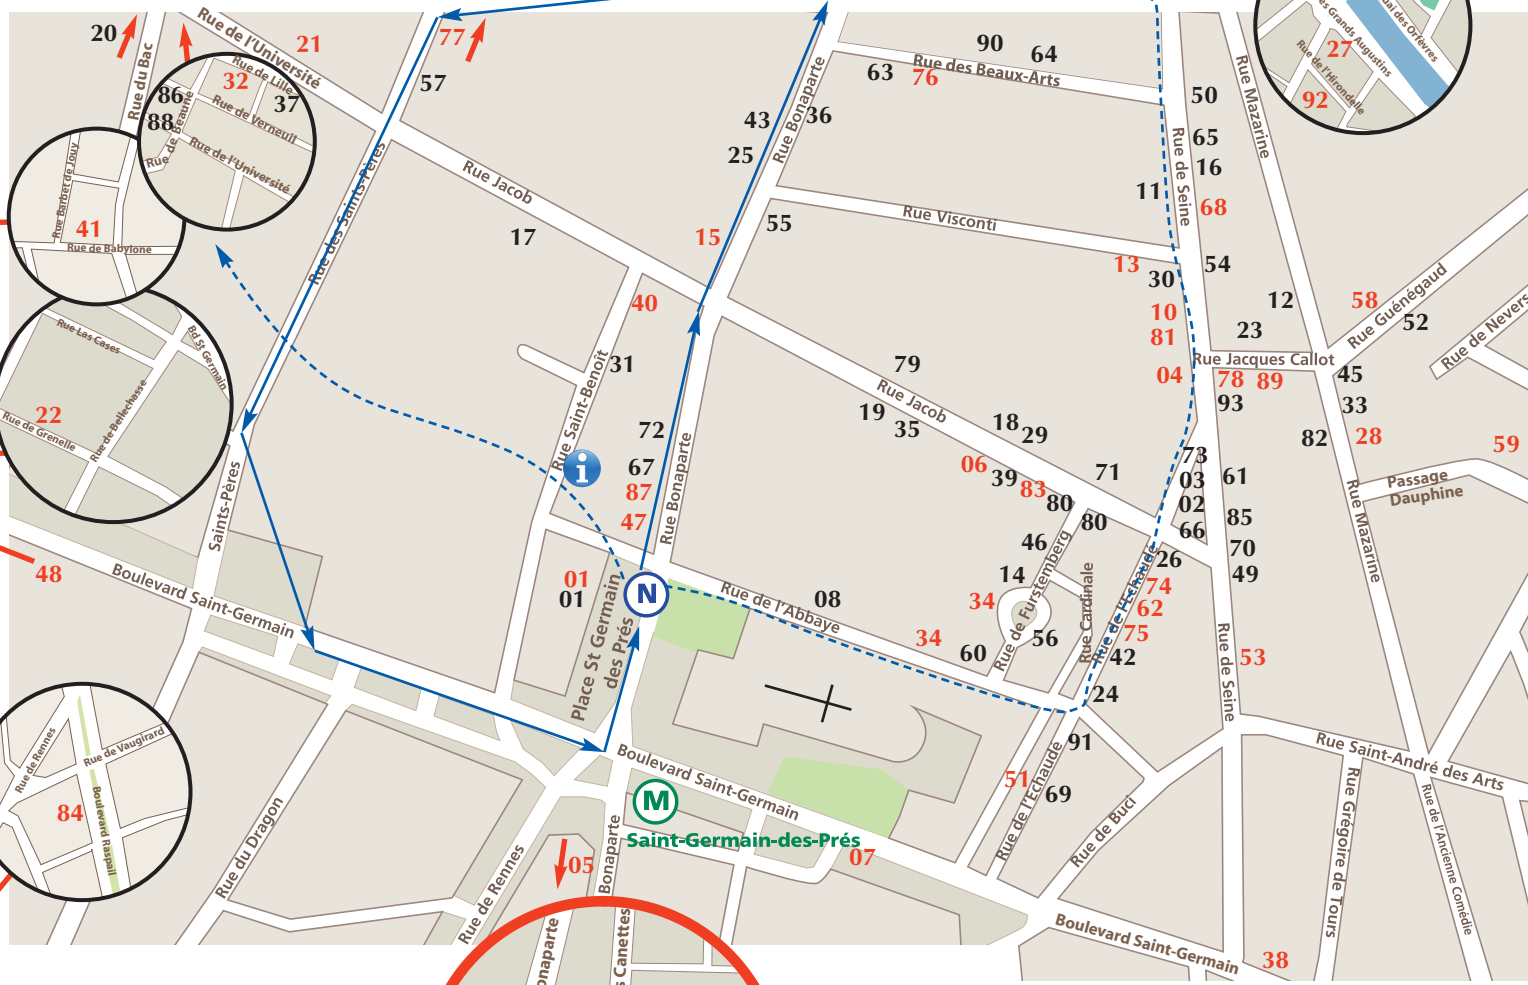 20
Rue du Bac
Rue de l'Université
21
77
57
86
88
32
37
Rue de Lille
Rue de Beaune
Rue de Verneuil
Rue de l'Université
Rue Barbet de Jouy
41
Rue de Babylone
Rue des Saints-Pères
Rue Jacob
17
43
25
36
Rue Bonaparte
15
55
63
76
90
64
Rue des Beaux-Arts
Rue Visconti
50
65
16
11
68
Rue de Seine
13
30
54
10
81
04
Rue Mazarine
27
92
es Grands Augustins
Rue de l'Hirondelle
uai des Orfèvres
12
23
58
52
Rue Guénégaud
Rue de Nevers
Rue Jacques Callot
78
89
93
45
33
82
28
59
Passage
Dauphine
Rue Mazarine
Rue Las Cases
Bd St Germain
22
Rue de Bellechasse
Rue de Grenelle
40
31
Rue Saint-Benoît
i
72
67
87
47
Rue Bonaparte
79
Rue Jacob
19
35
18
29
06
39
83
71
80
80
73
03
02
66
61
85
70
49
26
46
14
34
Rue de Furstemberg
56
60
Rue Cardinale
Rue de l'Echaudé
74
62
75
42
24
Saints-Pères
48
Boulevard Saint-Germain
01
01
Place St Germain
des Prés
N
Rue de l'Abbaye
08
34
53
Rue de Seine
91
51
69
Rue de l'Echaudé
Rue de Buci
Boulevard Saint-Germain
M
Saint-Germain-des-Prés
07
Rue de Rennes
Rue de Vaugirard
84
Boulevard Raspail
Rue du Dragon
Rue de Rennes
05
Bonaparte
onaparte
s Canettes
Rue Saint-André des Arts
Rue Grégoire de Tours
Rue de l'Ancienne Comédie
Boulevard Saint-Germain
38